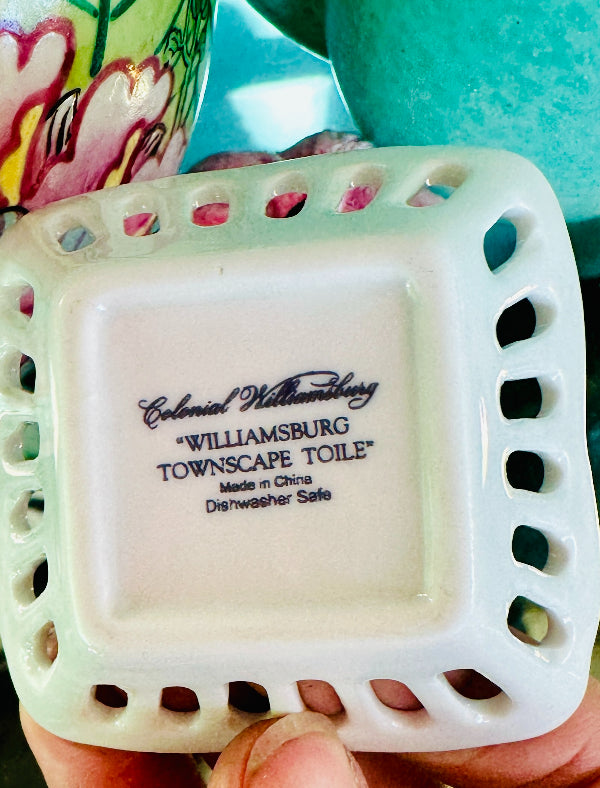 Colonial Williamsburg
"WILLIAMSBURG
TOWNSCAPE TOILE"
Made in China
Dishwasher Safe